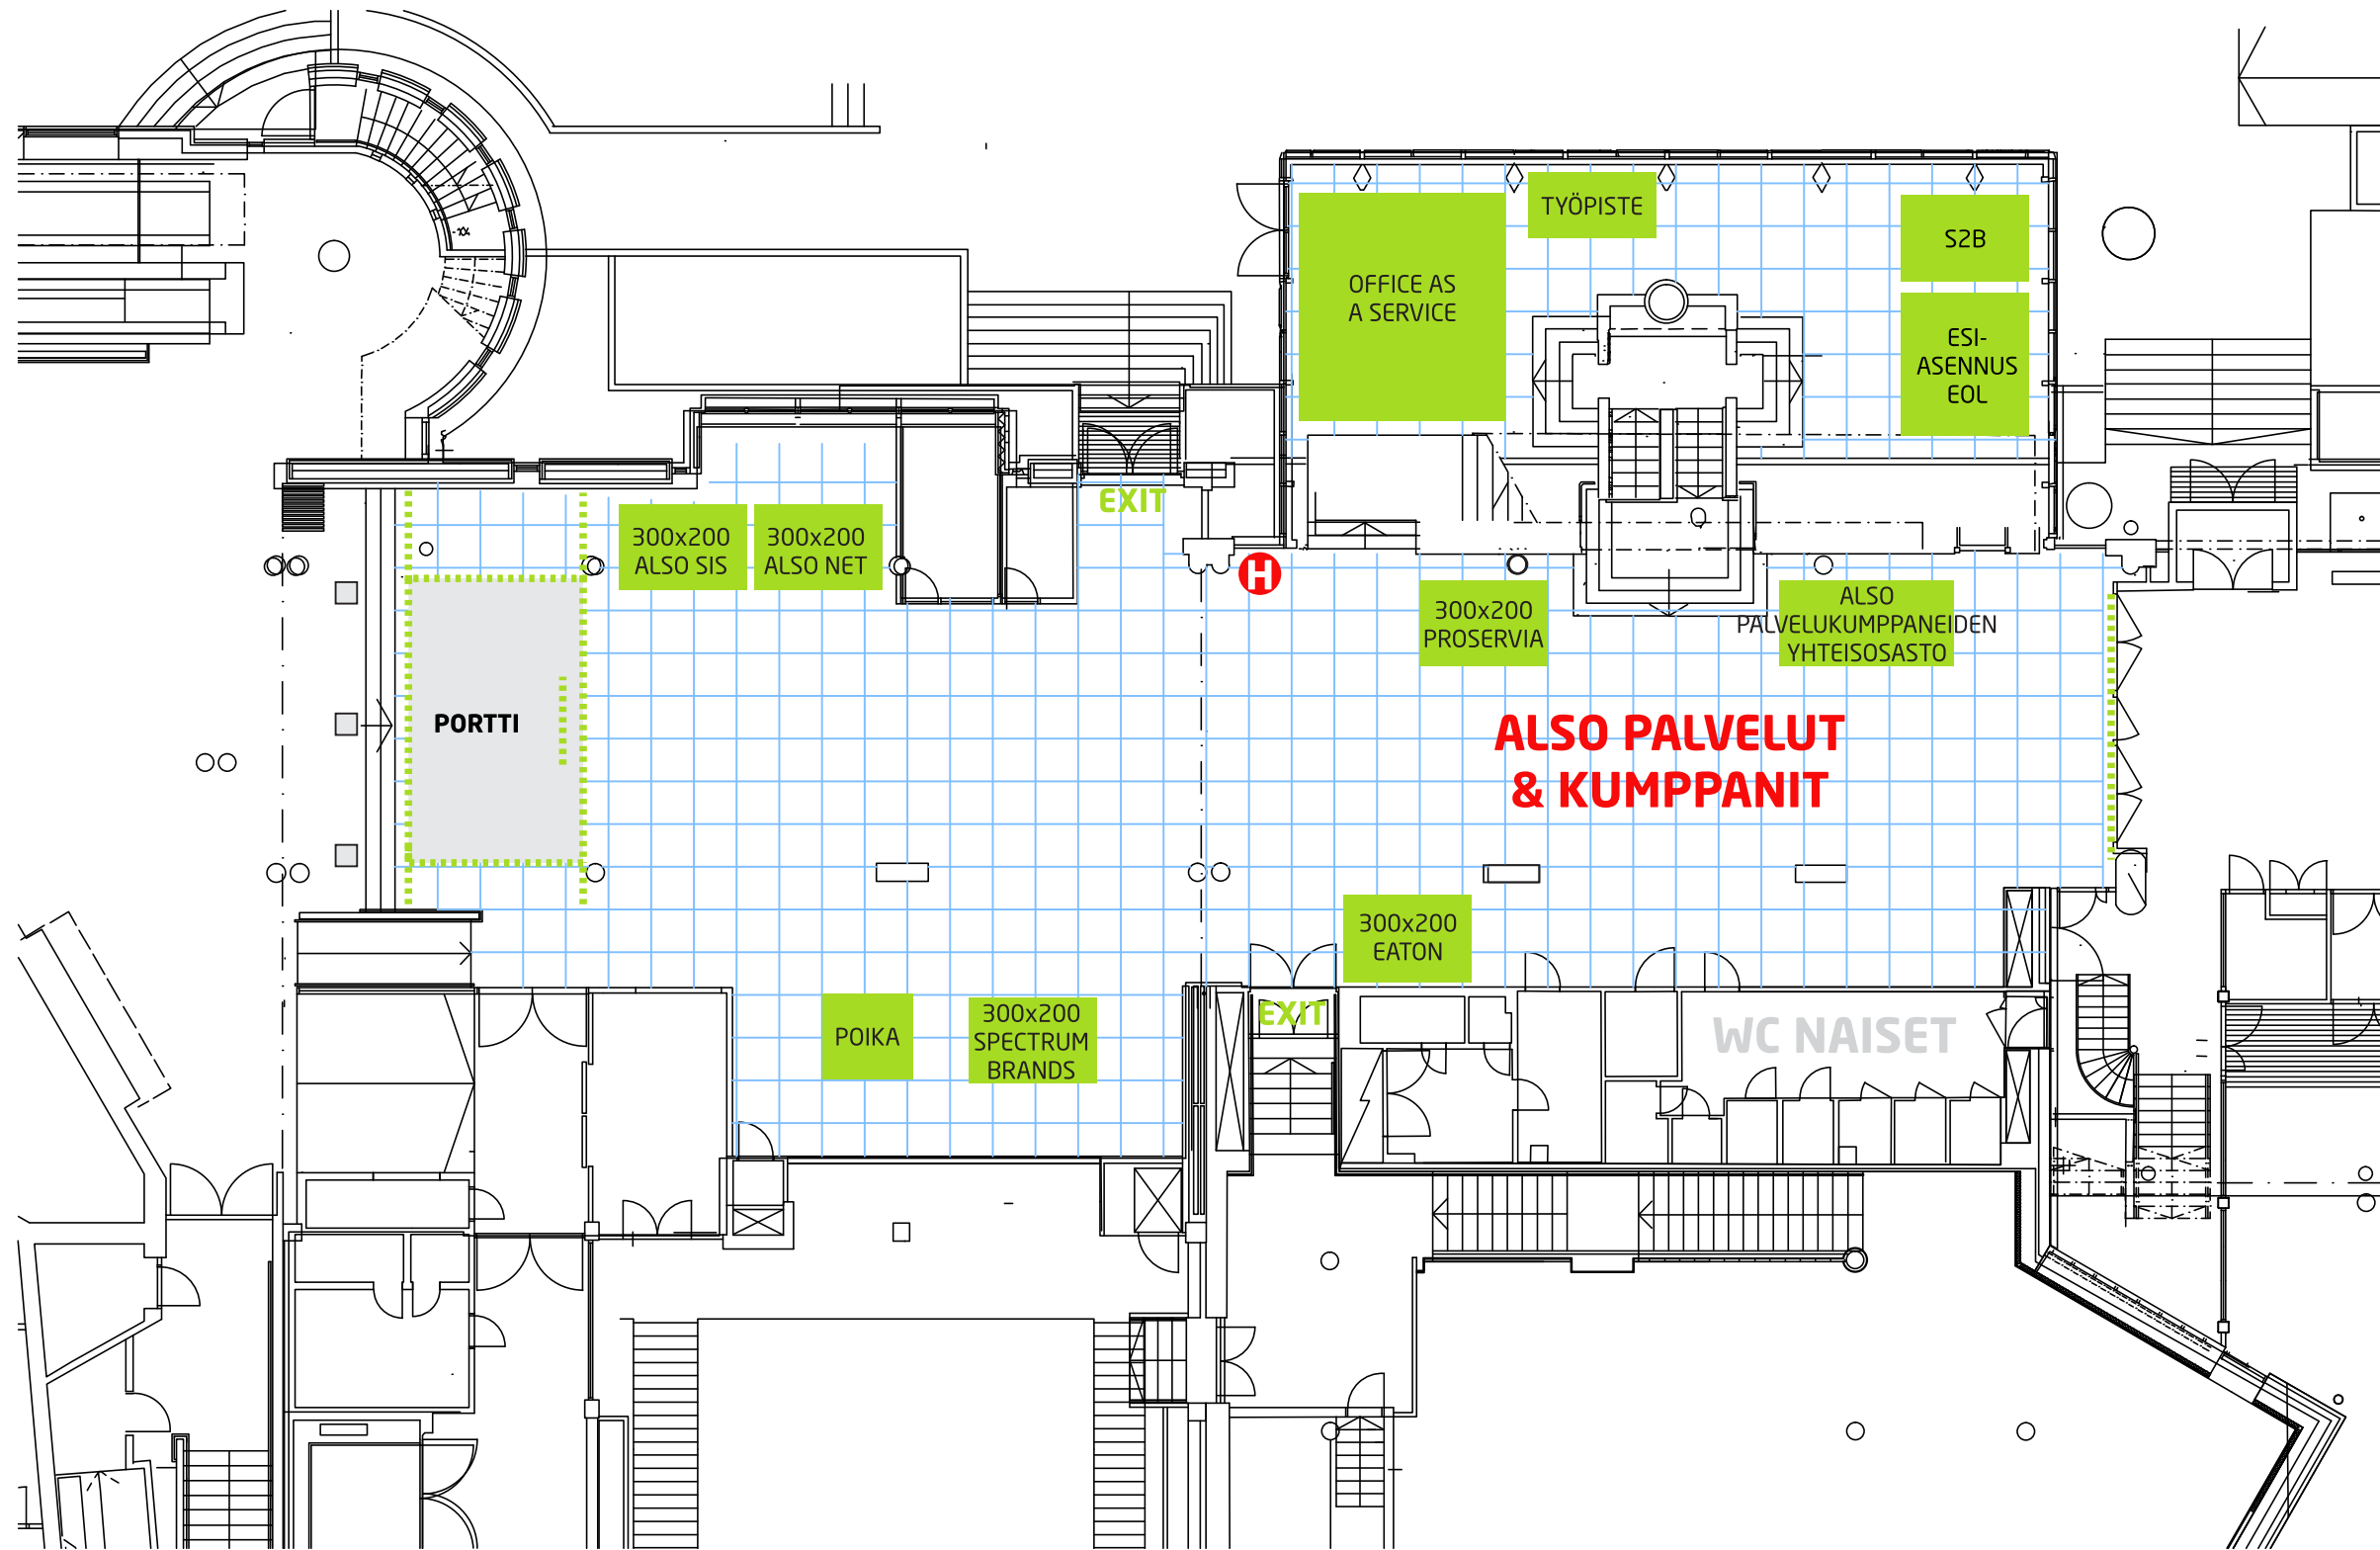 TYÖPISTE
OFFICE AS
A SERVICE
S2B
ESI-
ASENNUS
EOL
EXIT
300x200
ALSO SIS
300x200
ALSO NET
H
300x200
PROSERVIA
ALSO
PALVELUKUMPPANEIDEN
YHTEISOSASTO
PORTTI
ALSO PALVELUT
& KUMPPANIT
300x200
EATON
EXIT
WC NAISET
POIKA
300x200
SPECTRUM
BRANDS